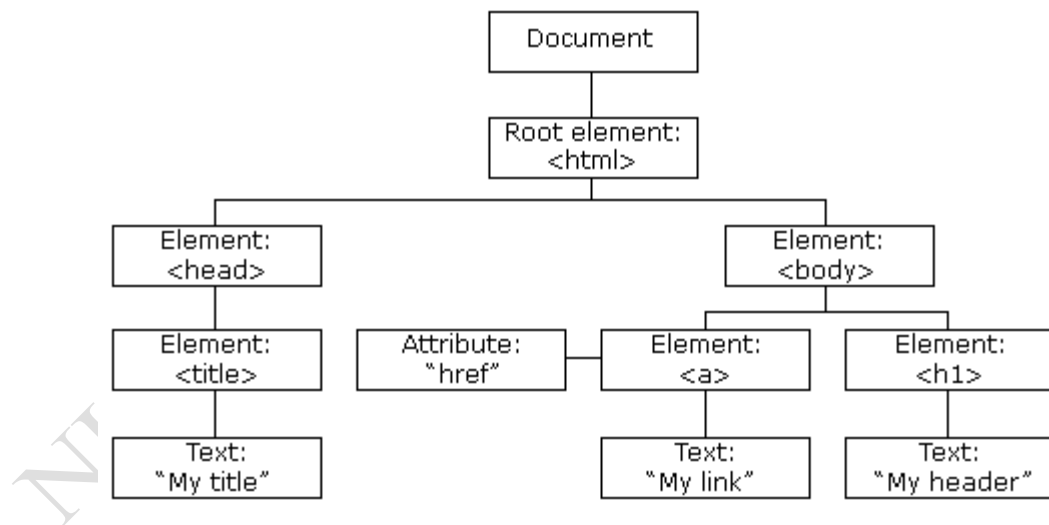 Document
Root element:
<html>
Element:
<head>
Element:
<body>
Element:
<title>
Attribute:
“href”
Element:
<a>
Element:
<h1>
Text:
“My title”
Text:
“My link”
Text:
“My header”